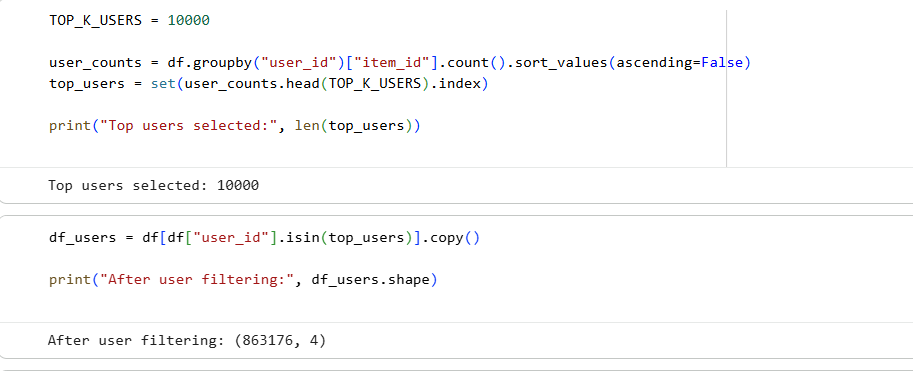 TOP_K_USERS = 10000
user_counts = df.groupby("user_id")["item_id"].count().sort_values(ascending=False)
top_users = set(user_counts.head(TOP_K_USERS).index)
print("Top users selected:", len(top_users))
Top users selected: 10000
df_users = df[df["user_id"].isin(top_users)].copy()
print("After user filtering:", df_users.shape)
After user filtering: (863176, 4)